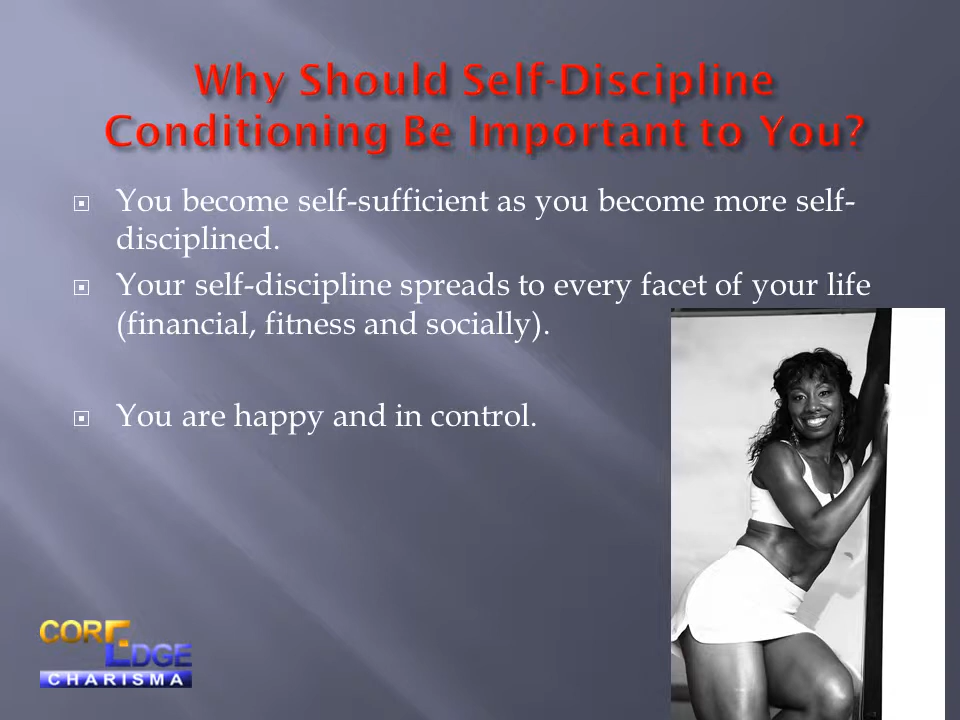 Why Should Self-Discipline
Conditioning Be Important to You?
You become self-sufficient as you become more self-
disciplined.
Your self-discipline spreads to every facet of your life
(financial, fitness and socially).
You are happy and in control.
CORE
EDGE
CHARISMA